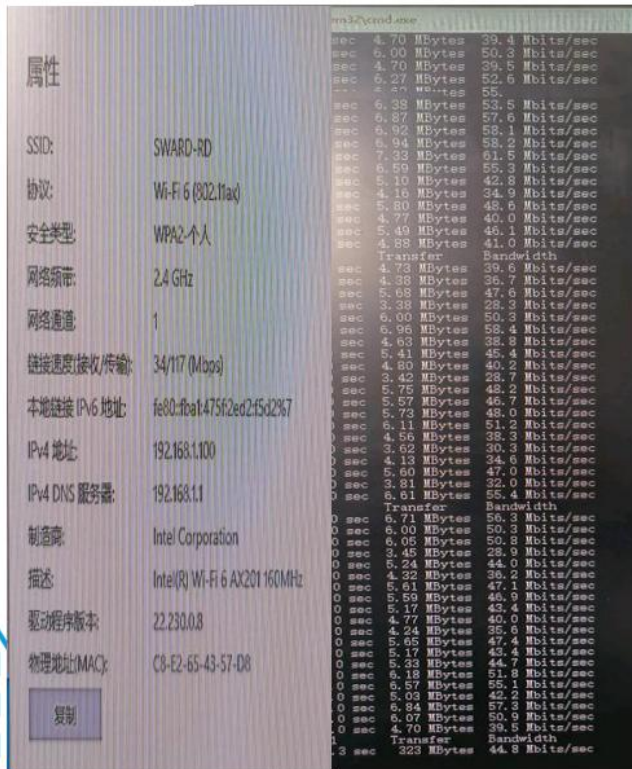 属性
SSID: SWARD-RD
协议: Wi-Fi 6 (802.11ax)
安全类型: WPA2-个人
网络频带: 2.4 GHz
网络通道: 1
链接速度(接收/传输): 34/117 (Mbps)
本地链接 IPv6 地址: fe80::fba1:475f:2ed2:f5d2%7
IPv4 地址: 192.168.1.100
IPv4 DNS 服务器: 192.168.1.1
制造商: Intel Corporation
描述: Intel(R) Wi-Fi 6 AX201 160MHz
驱动程序版本: 22.230.0.8
物理地址(MAC): C8-E2-65-43-57-D8
复制
em32\cmd.exe
sec 4.70 MBytes 39.4 Mbits/sec
sec 6.00 MBytes 50.3 Mbits/sec
sec 4.70 MBytes 39.5 Mbits/sec
sec 6.27 MBytes 52.6 Mbits/sec
55.
sec 6.38 MBytes 53.5 Mbits/sec
sec 6.87 MBytes 57.6 Mbits/sec
sec 6.92 MBytes 58.1 Mbits/sec
sec 6.94 MBytes 58.2 Mbits/sec
sec 7.33 MBytes 61.5 Mbits/sec
sec 6.59 MBytes 55.3 Mbits/sec
sec 5.10 MBytes 42.8 Mbits/sec
sec 4.16 MBytes 34.9 Mbits/sec
sec 5.80 MBytes 48.6 Mbits/sec
sec 4.77 MBytes 40.0 Mbits/sec
sec 5.49 MBytes 46.1 Mbits/sec
sec 4.88 MBytes 41.0 Mbits/sec
Transfer Bandwidth
sec 4.73 MBytes 39.6 Mbits/sec
sec 4.38 MBytes 36.7 Mbits/sec
sec 5.68 MBytes 47.6 Mbits/sec
sec 3.38 MBytes 28.3 Mbits/sec
sec 6.00 MBytes 50.3 Mbits/sec
sec 6.96 MBytes 58.4 Mbits/sec
sec 4.63 MBytes 38.8 Mbits/sec
sec 5.41 MBytes 45.4 Mbits/sec
sec 4.80 MBytes 40.2 Mbits/sec
sec 3.42 MBytes 28.7 Mbits/sec
sec 5.75 MBytes 48.2 Mbits/sec
sec 5.57 MBytes 46.7 Mbits/sec
sec 5.73 MBytes 48.0 Mbits/sec
sec 6.11 MBytes 51.2 Mbits/sec
sec 4.56 MBytes 38.3 Mbits/sec
sec 3.62 MBytes 30.3 Mbits/sec
sec 4.13 MBytes 34.6 Mbits/sec
sec 5.60 MBytes 47.0 Mbits/sec
sec 3.81 MBytes 32.0 Mbits/sec
sec 6.61 MBytes 55.4 Mbits/sec
Transfer Bandwidth
0 sec 6.71 MBytes 56.3 Mbits/sec
0 sec 6.00 MBytes 50.3 Mbits/sec
0 sec 6.05 MBytes 50.8 Mbits/sec
0 sec 3.45 MBytes 28.9 Mbits/sec
0 sec 5.24 MBytes 44.0 Mbits/sec
0 sec 4.32 MBytes 36.2 Mbits/sec
0 sec 5.61 MBytes 47.1 Mbits/sec
0 sec 5.59 MBytes 46.9 Mbits/sec
0 sec 5.17 MBytes 43.4 Mbits/sec
0 sec 4.77 MBytes 40.0 Mbits/sec
0 sec 4.24 MBytes 35.6 Mbits/sec
0 sec 5.65 MBytes 47.4 Mbits/sec
0 sec 5.17 MBytes 43.4 Mbits/sec
0 sec 5.33 MBytes 44.7 Mbits/sec
0 sec 6.18 MBytes 51.8 Mbits/sec
0 sec 6.57 MBytes 55.1 Mbits/sec
0 sec 5.03 MBytes 42.2 Mbits/sec
0 sec 6.84 MBytes 57.3 Mbits/sec
0 sec 6.07 MBytes 50.9 Mbits/sec
0 sec 4.70 MBytes 39.5 Mbits/sec
Transfer Bandwidth
.3 sec 323 MBytes 44.8 Mbits/sec